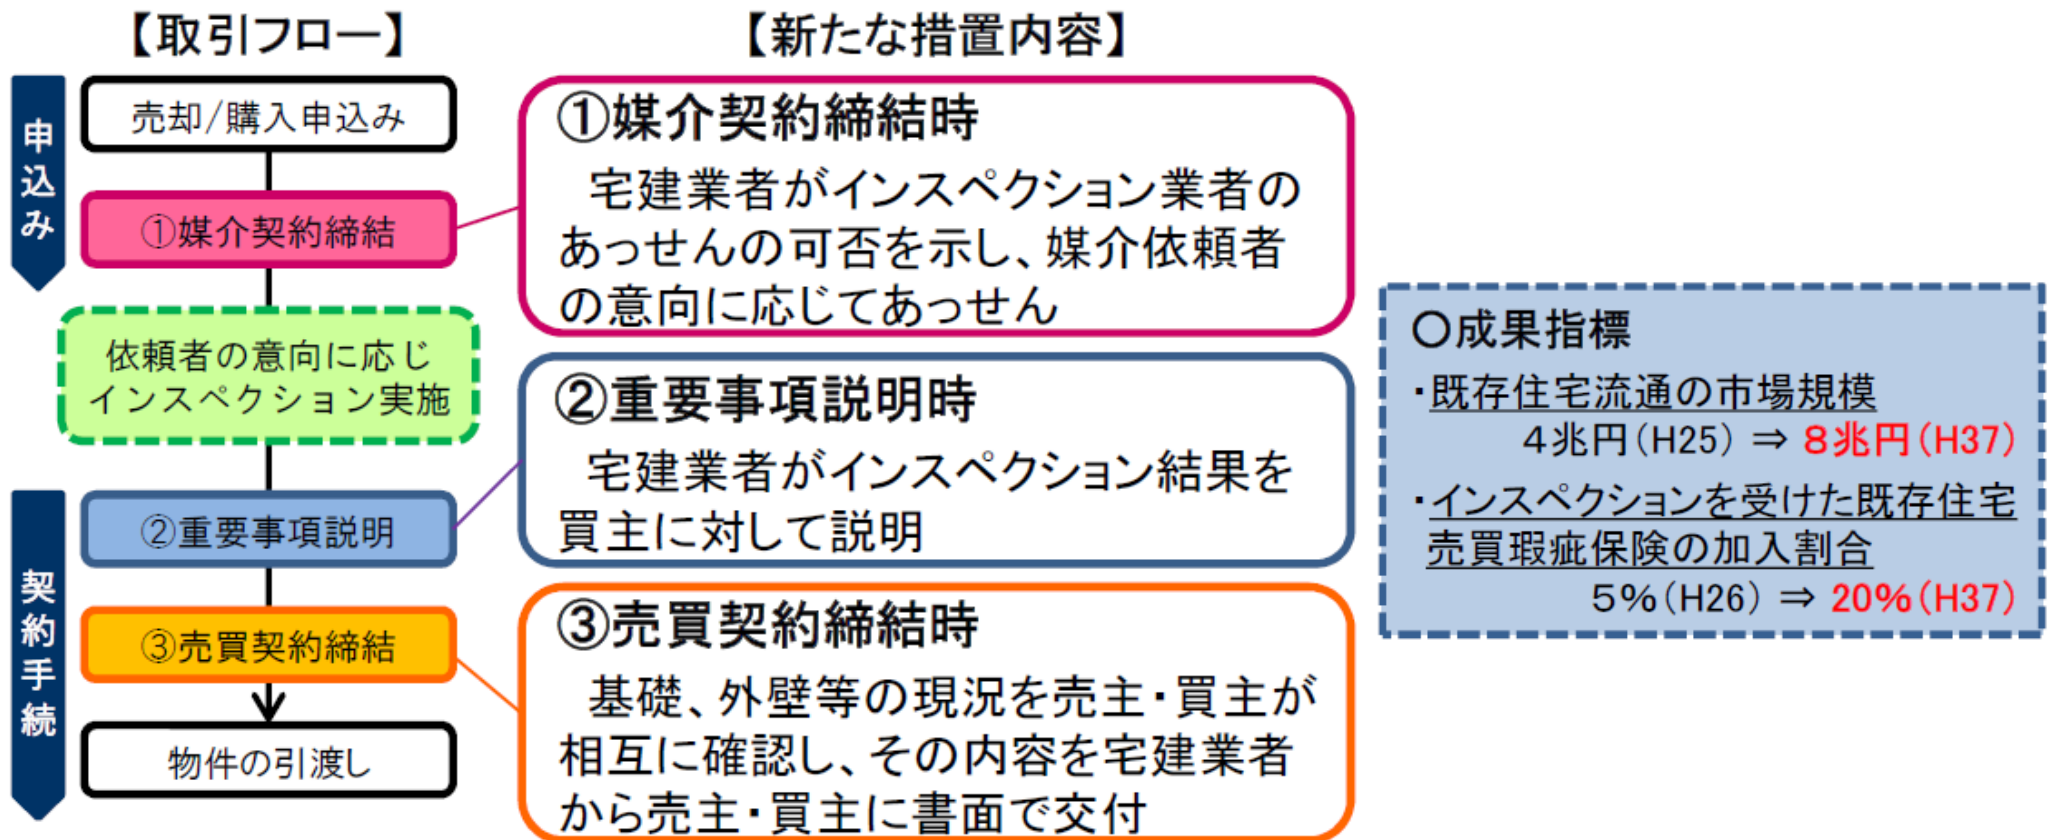 【取引フロー】
申込み
売却/購入申込み
①媒介契約締結
依頼者の意向に応じ
インスペクション実施
契約手続
②重要事項説明
③売買契約締結
物件の引渡し
【新たな措置内容】
①媒介契約締結時
宅建業者がインスペクション業者の
あっせんの可否を示し、媒介依頼者
の意向に応じてあっせん
②重要事項説明時
宅建業者がインスペクション結果を
買主に対して説明
③売買契約締結時
基礎、外壁等の現況を売主・買主が
相互に確認し、その内容を宅建業者
から売主・買主に書面で交付
〇成果指標
・既存住宅流通の市場規模
4兆円(H25) ⇒ 8兆円(H37)
・インスペクションを受けた既存住宅
売買瑕疵保険の加入割合
5%(H26) ⇒ 20%(H37)